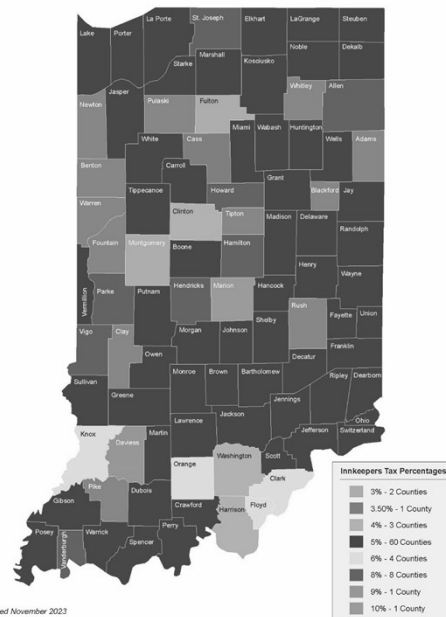 St. Joseph
Elkhart
LaGrange
Steuben
La Porte
Lake
Porter
Noble
Dekalb
Marshall
Starke
Kosciusko
Jasper
Whitley
Allen
Newton
Pulaski
Fulton
Miami
Wabash
Huntington
White
Cass
Wells
Adams
Benton
Carroll
Grant
Tippecanoe
Howard
Blackford
Jay
Warren
Clinton
Tipton
Madison
Delaware
Randolph
Fountain
Montgomery
Boone
Hamilton
Henry
Wayne
Vermillion
Parke
Putnam
Hendricks
Marion
Hancock
Rush
Fayette
Union
Shelby
Vigo
Clay
Morgan
Johnson
Franklin
Owen
Decatur
Monroe
Brown
Bartholomew
Ripley
Dearborn
Sullivan
Greene
Jennings
Jackson
Ohio
Lawrence
Jefferson
Switzerland
Knox
Daviess
Martin
Washington
Scott
Orange
Clark
Pike
Dubois
Gibson
Crawford
Harrison
Floyd
Perry
Posey
Vanderburgh
Warrick
Spencer
Innkeepers Tax Percentages
3% - 2 Counties
3.50% - 1 County
4% - 3 Counties
5% - 60 Counties
6% - 4 Counties
8% - 8 Counties
9% - 1 County
10% - 1 County
ed November 2023